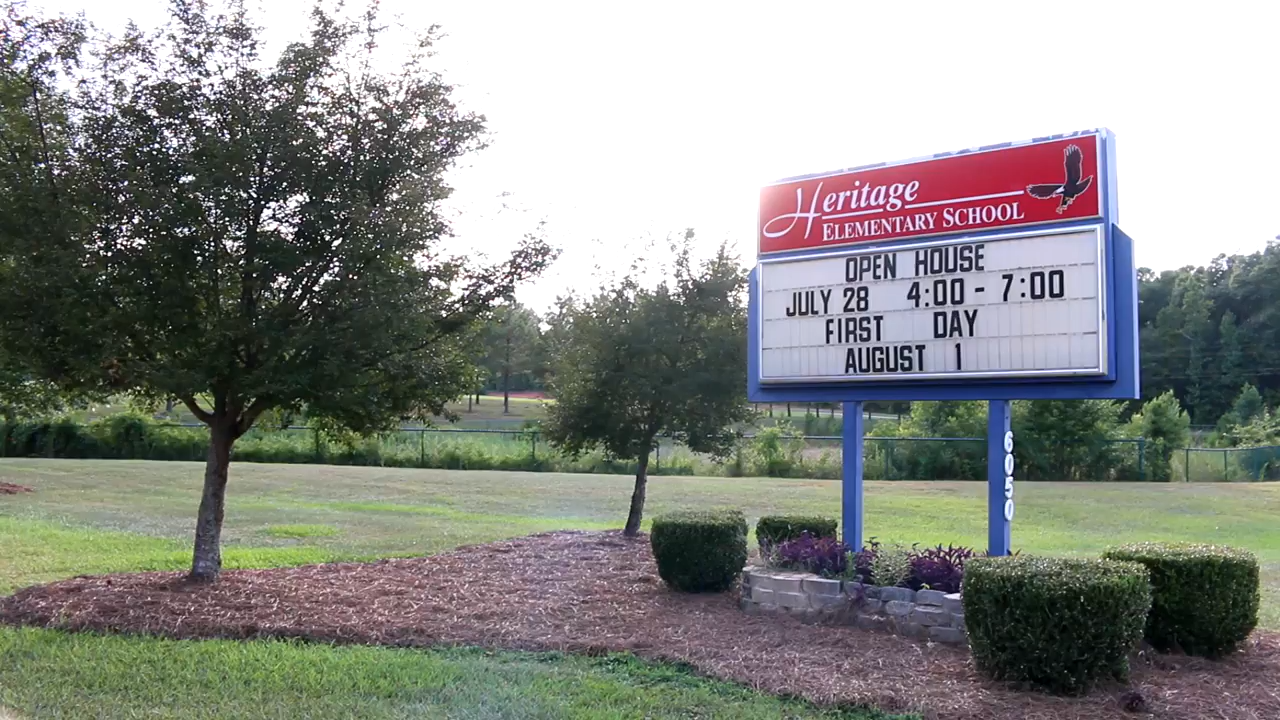 Heritage
ELEMENTARY SCHOOL
OPEN HOUSE
JULY 28 4:00 - 7:00
FIRST DAY
AUGUST 1
6050